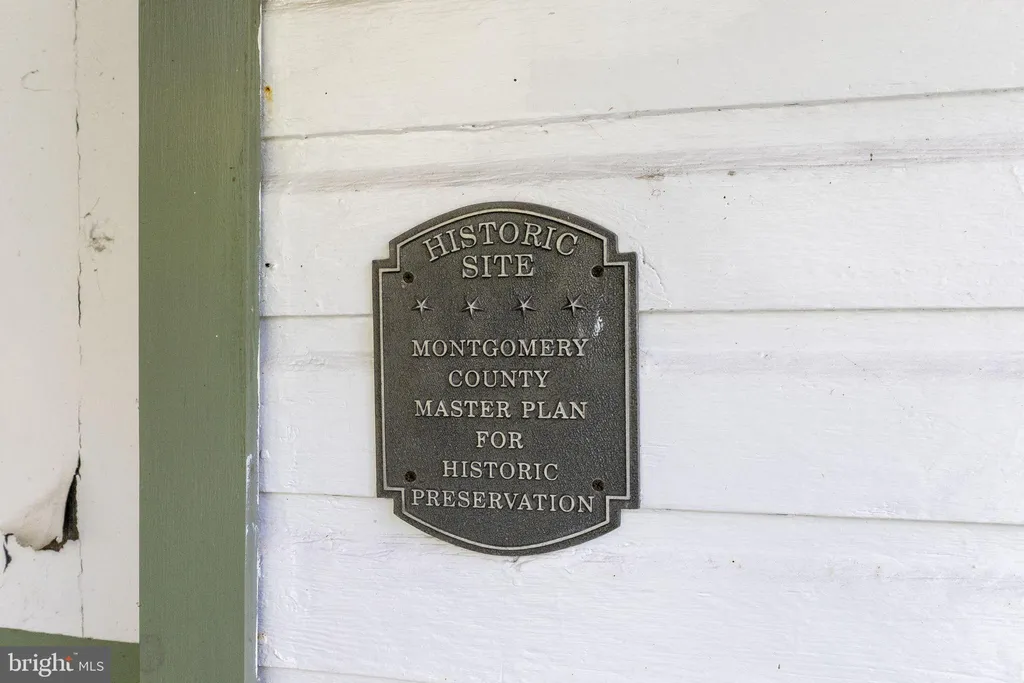 HISTORIC
SITE
MONTGOMERY
COUNTY
MASTER PLAN
FOR
HISTORIC
PRESERVATION
bright MLS